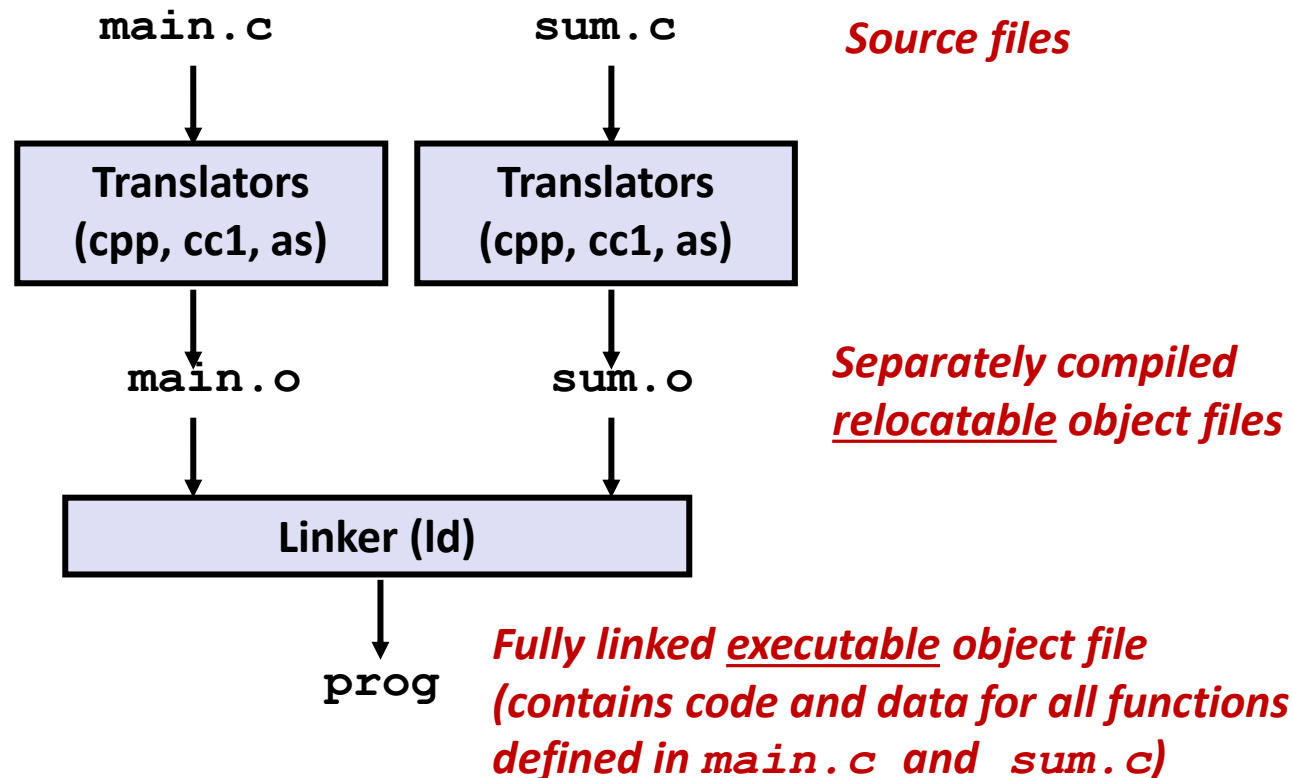 main.c
sum.c
Source files
Translators
(cpp, cc1, as)
Translators
(cpp, cc1, as)
main.o
sum.o
Separately compiled
relocatable object files
Linker (ld)
prog
Fully linked executable object file
(contains code and data for all functions
defined in main.c and sum.c)